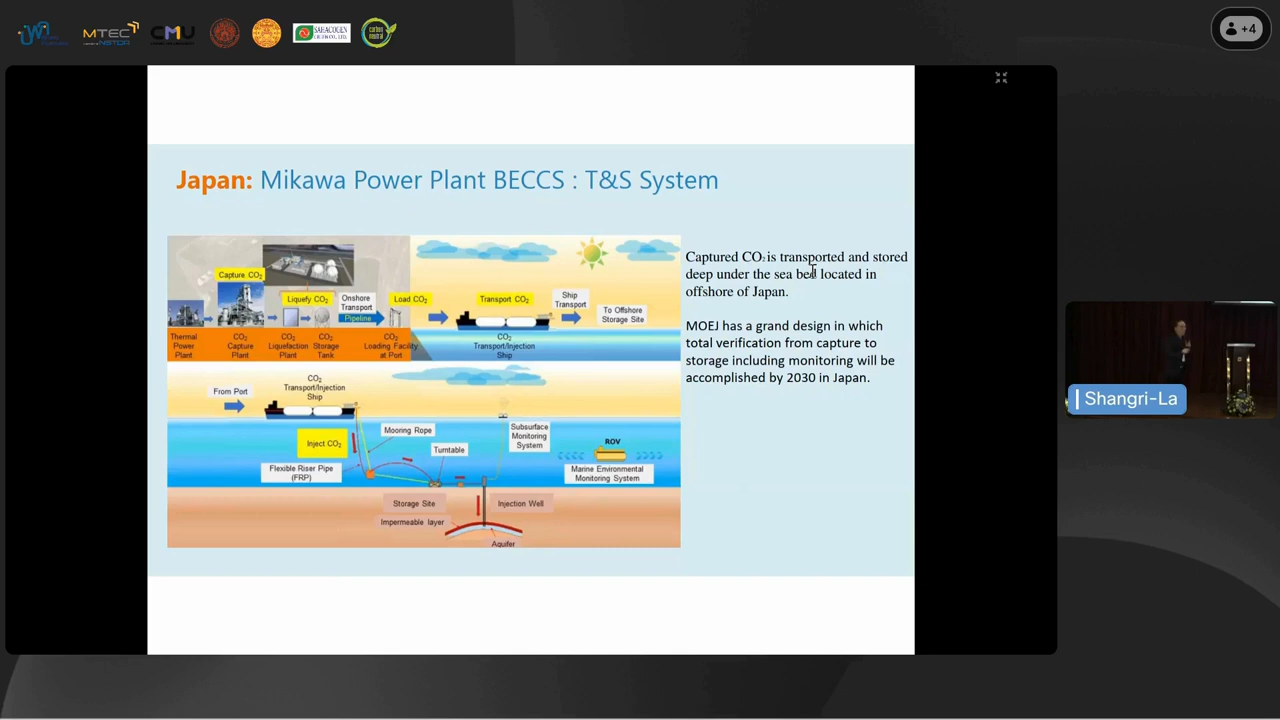 MTEC
NSTDA
CMU
SAHACOGEN
carbon
neutral
+4
Japan: Mikawa Power Plant BECCS : T&S System
Capture CO2
Liquefy CO2
Onshore
Transport
Pipeline
Load CO2
Transport CO2
Ship
Transport
To Offshore
Storage Site
Thermal
Power
Plant
CO2
Capture
Plant
CO2
Liquefaction
Plant
CO2
Storage
Tank
CO2
Loading Facility
at Port
CO2
Transport/Injection
Ship
From Port
CO2
Transport/Injection
Ship
Inject CO2
Mooring Rope
Turntable
Flexible Riser Pipe
(FRP)
Subsurface
Monitoring
System
ROV
Marine Environmental
Monitoring System
Storage Site
Injection Well
Impermeable layer
Aquifer
Captured CO2 is transported and stored
deep under the sea bed located in
offshore of Japan.
MOEJ has a grand design in which
total verification from capture to
storage including monitoring will be
accomplished by 2030 in Japan.
Shangri-La